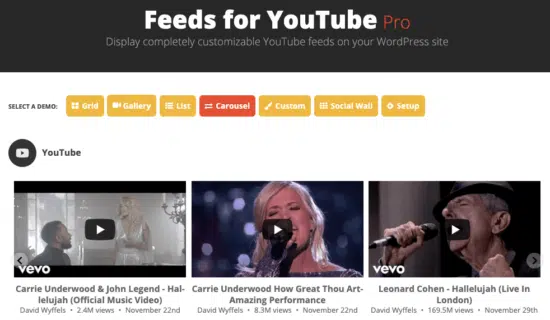 Feeds for YouTube Pro
Display completely customizable YouTube feeds on your WordPress site
SELECT A DEMO: Grid Gallery List Carousel Custom Social Wall Setup
YouTube
vevo vevo
Carrie Underwood & John Legend - Hal- Carrie Underwood How Great Thou Art- Leonard Cohen - Hallelujah (Live In
lelujah (Official Music Video) Amazing Performance London)
David Wyffels • 2.4M views • November 22nd David Wyffels • 8.3M views • November 22nd David Wyffels • 169.5M views • November 29th